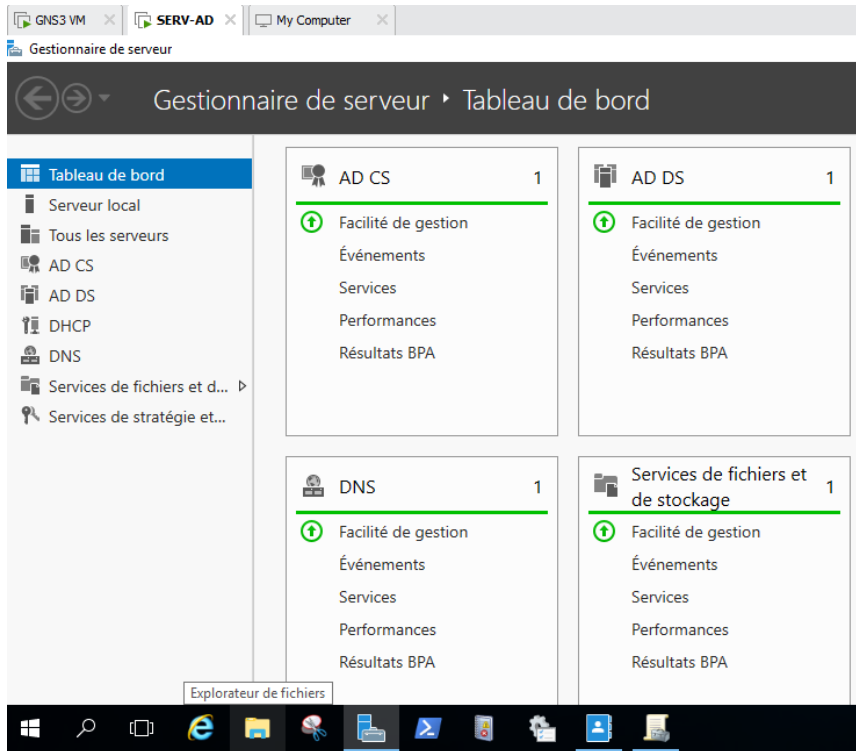 GNS3 VM
SERV-AD
My Computer
Gestionnaire de serveur
Gestionnaire de serveur ‣ Tableau de bord
Tableau de bord
Serveur local
Tous les serveurs
AD CS
AD DS
DHCP
DNS
Services de fichiers et d...
Services de stratégie et...
AD CS 1
Facilité de gestion
Événements
Services
Performances
Résultats BPA
AD DS 1
Facilité de gestion
Événements
Services
Performances
Résultats BPA
DNS 1
Facilité de gestion
Événements
Services
Performances
Résultats BPA
Services de fichiers et
de stockage 1
Facilité de gestion
Événements
Services
Performances
Résultats BPA
Explorateur de fichiers